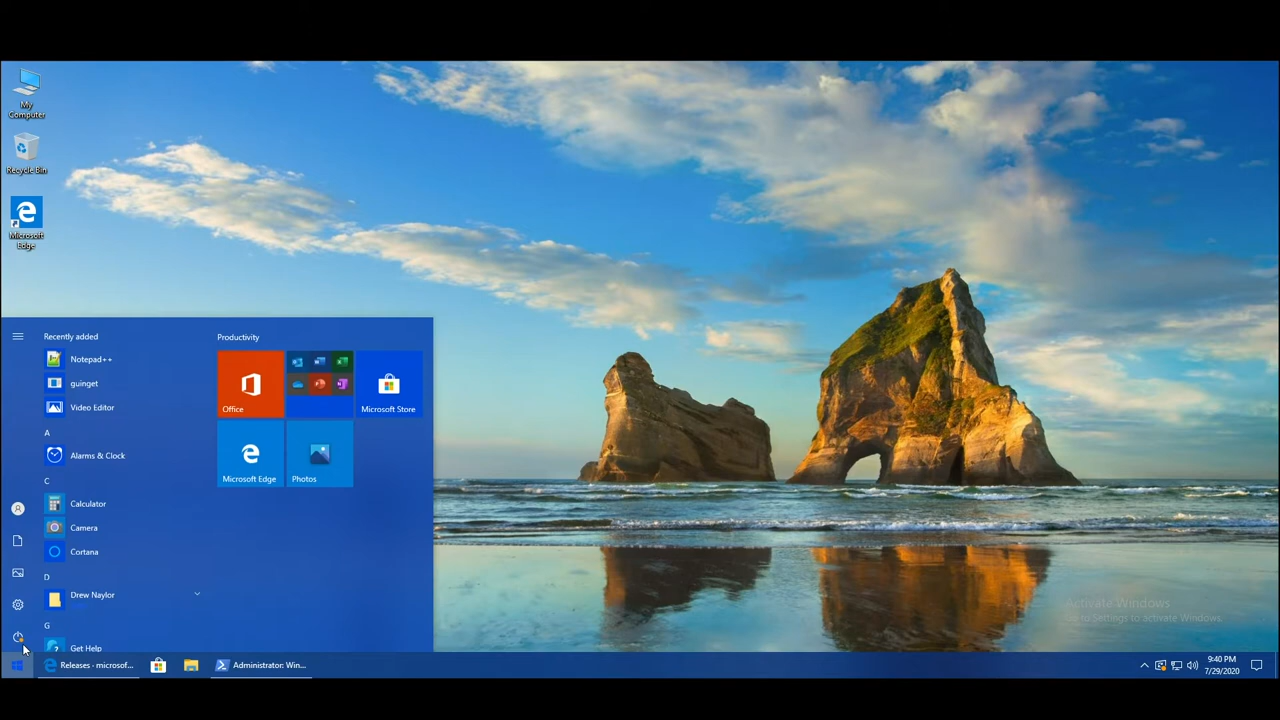 My
Computer
Recycle Bin
Microsoft
Edge
Recently added
Notepad++
guinget
Video Editor
A
Alarms & Clock
C
Calculator
Camera
Cortana
D
Drew Naylor
G
Get Help
Productivity
Office
Microsoft Store
Microsoft Edge
Photos
Activate Windows
Go to Settings to activate Windows.
Releases · microsof...
Administrator: Win...
9:40 PM
7/29/2020